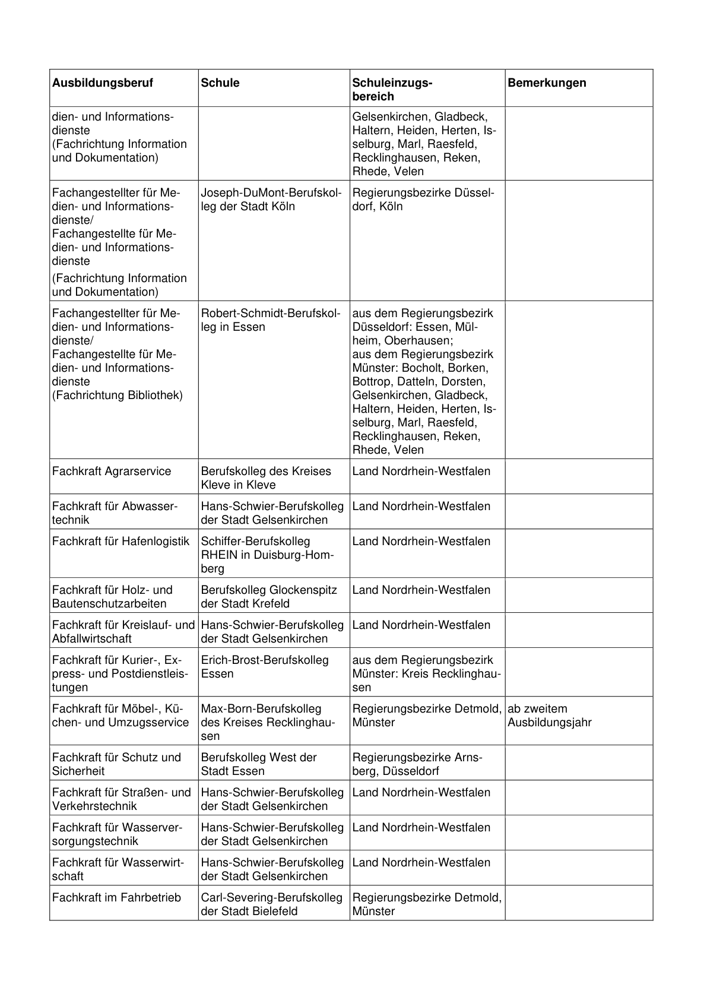 Ausbildungsberuf
Schule
Schuleinzugs-
bereich
Bemerkungen
dien- und Informations-
dienste
(Fachrichtung Information
und Dokumentation)
Gelsenkirchen, Gladbeck,
Haltern, Heiden, Herten, Is-
selburg, Marl, Raesfeld,
Recklinghausen, Reken,
Rhede, Velen
Fachangestellter für Me-
dien- und Informations-
dienste/
Fachangestellte für Me-
dien- und Informations-
dienste
(Fachrichtung Information
und Dokumentation)
Joseph-DuMont-Berufskol-
leg der Stadt Köln
Regierungsbezirke Düssel-
dorf, Köln
Fachangestellter für Me-
dien- und Informations-
dienste/
Fachangestellte für Me-
dien- und Informations-
dienste
(Fachrichtung Bibliothek)
Robert-Schmidt-Berufskol-
leg in Essen
aus dem Regierungsbezirk
Düsseldorf: Essen, Mül-
heim, Oberhausen;
aus dem Regierungsbezirk
Münster: Bocholt, Borken,
Bottrop, Datteln, Dorsten,
Gelsenkirchen, Gladbeck,
Haltern, Heiden, Herten, Is-
selburg, Marl, Raesfeld,
Recklinghausen, Reken,
Rhede, Velen
Fachkraft Agrarservice
Berufskolleg des Kreises
Kleve in Kleve
Land Nordrhein-Westfalen
Fachkraft für Abwasser-
technik
Hans-Schwier-Berufskolleg
der Stadt Gelsenkirchen
Land Nordrhein-Westfalen
Fachkraft für Hafenlogistik
Schiffer-Berufskolleg
RHEIN in Duisburg-Hom-
berg
Land Nordrhein-Westfalen
Fachkraft für Holz- und
Bautenschutzarbeiten
Berufskolleg Glockenspitz
der Stadt Krefeld
Land Nordrhein-Westfalen
Fachkraft für Kreislauf- und
Abfallwirtschaft
Hans-Schwier-Berufskolleg
der Stadt Gelsenkirchen
Land Nordrhein-Westfalen
Fachkraft für Kurier-, Ex-
press- und Postdienstleis-
tungen
Erich-Brost-Berufskolleg
Essen
aus dem Regierungsbezirk
Münster: Kreis Recklinghau-
sen
Fachkraft für Möbel-, Kü-
chen- und Umzugsservice
Max-Born-Berufskolleg
des Kreises Recklinghau-
sen
Regierungsbezirke Detmold,
Münster
ab zweitem
Ausbildungsjahr
Fachkraft für Schutz und
Sicherheit
Berufskolleg West der
Stadt Essen
Regierungsbezirke Arns-
berg, Düsseldorf
Fachkraft für Straßen- und
Verkehrstechnik
Hans-Schwier-Berufskolleg
der Stadt Gelsenkirchen
Land Nordrhein-Westfalen
Fachkraft für Wasserver-
sorgungstechnik
Hans-Schwier-Berufskolleg
der Stadt Gelsenkirchen
Land Nordrhein-Westfalen
Fachkraft für Wasserwirt-
schaft
Hans-Schwier-Berufskolleg
der Stadt Gelsenkirchen
Land Nordrhein-Westfalen
Fachkraft im Fahrbetrieb
Carl-Severing-Berufskolleg
der Stadt Bielefeld
Regierungsbezirke Detmold,
Münster